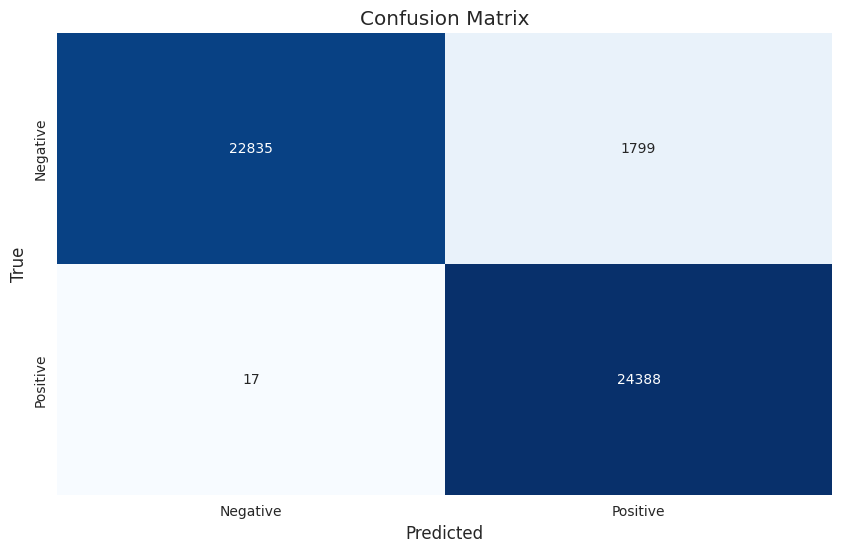 Confusion Matrix
True
Negative
22835
1799
Positive
17
24388
Negative
Positive
Predicted